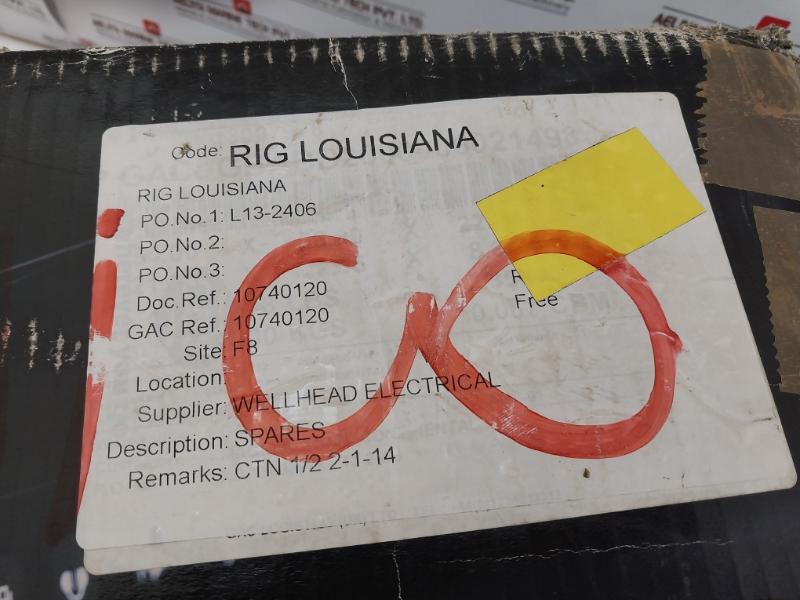 Code: RIG LOUISIANA
RIG LOUISIANA
PO.No.1: L13-2406
PO.No.2:
PO.No.3:
Doc.Ref.: 10740120
GAC Ref.: 10740120
Site: F8
Free
Location:
Supplier: WELLHEAD ELECTRICAL
Description: SPARES
Remarks: CTN 1/2 2-1-14